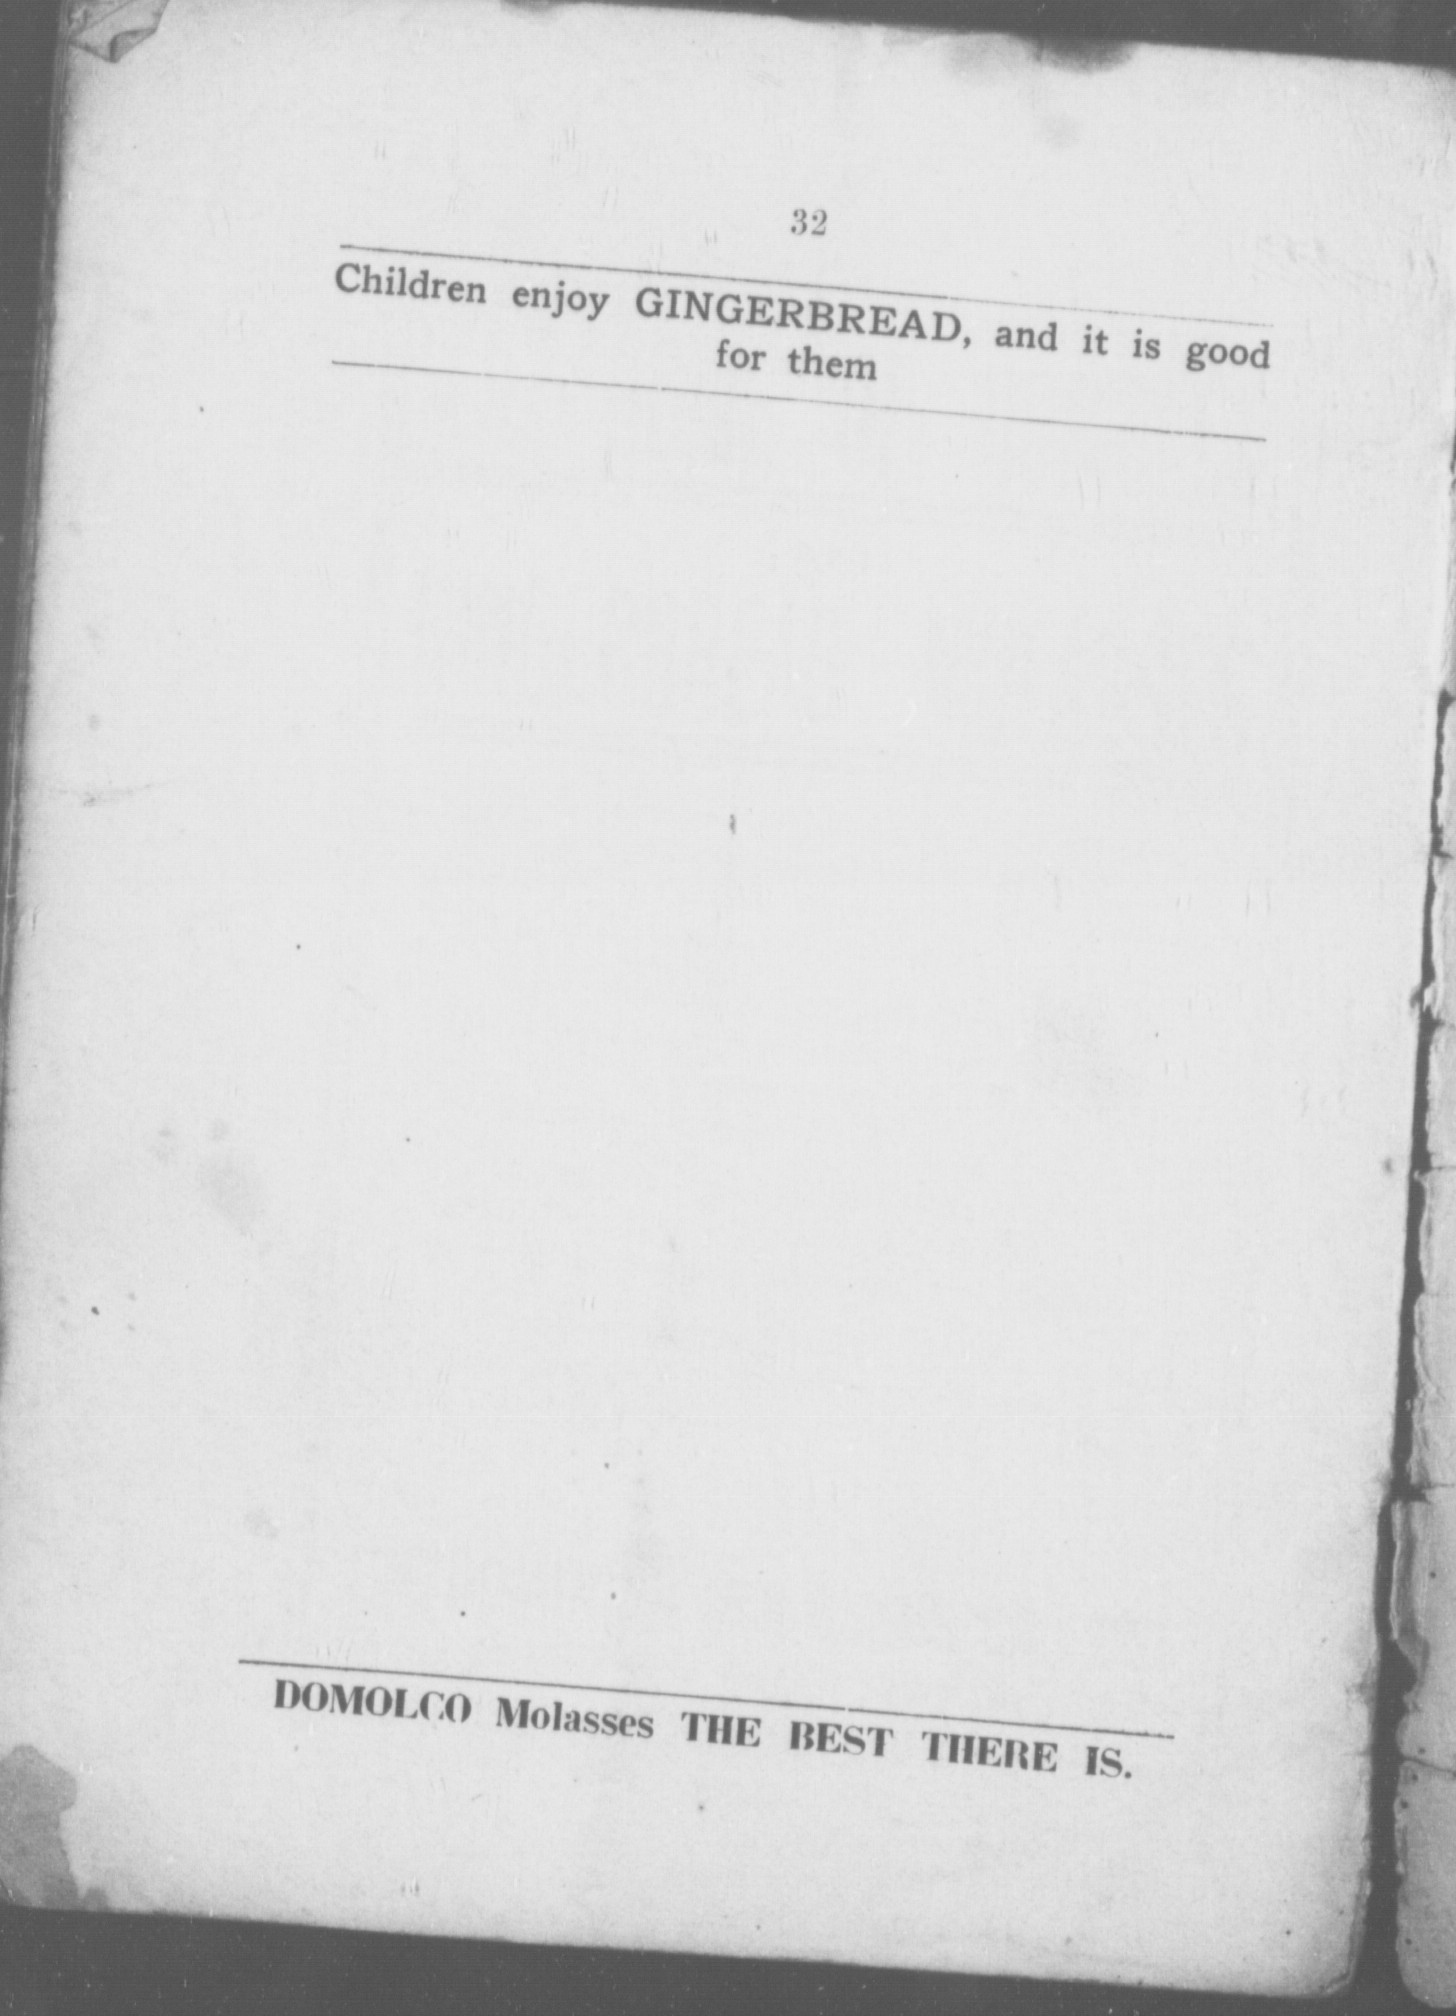 32
Children enjoy GINGERBREAD, and it is good
for them
DOMOLCO Molasses THE BEST THERE IS.